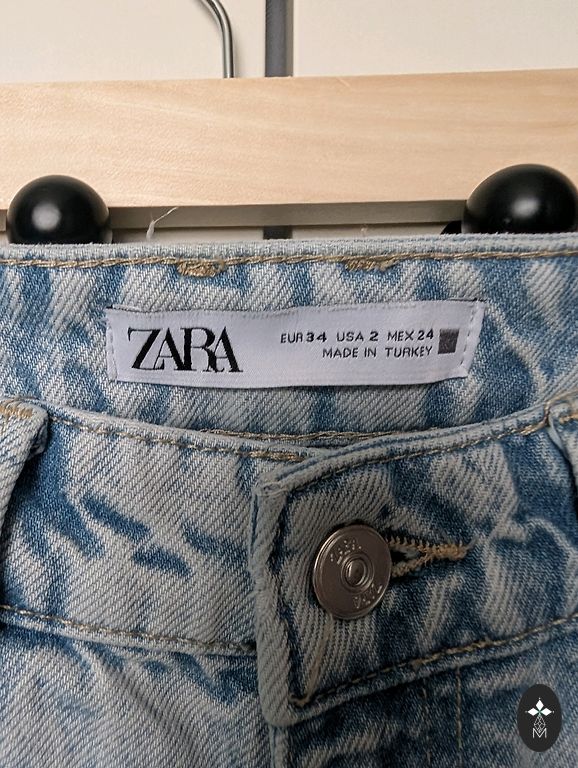 ZARA
EUR 34 USA 2 MEX 24
MADE IN TURKEY
M